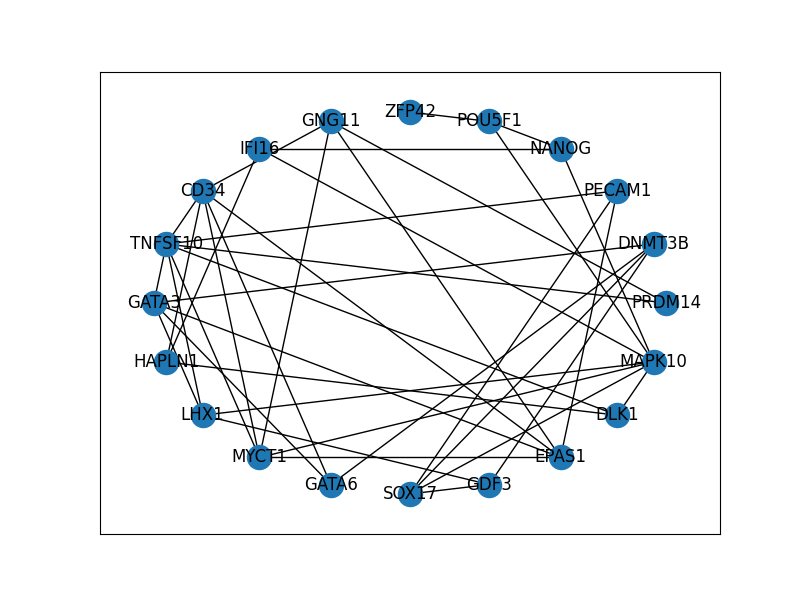 ZFP42
GNG11
POU5F1
IFI16
NANOG
CD34
PECAM1
TNFSF10
DNMT3B
GATA3
PRDM14
HAPLN1
MAPK10
LHX1
DLK1
MYCT1
EPAS1
GATA6
GDF3
SOX17